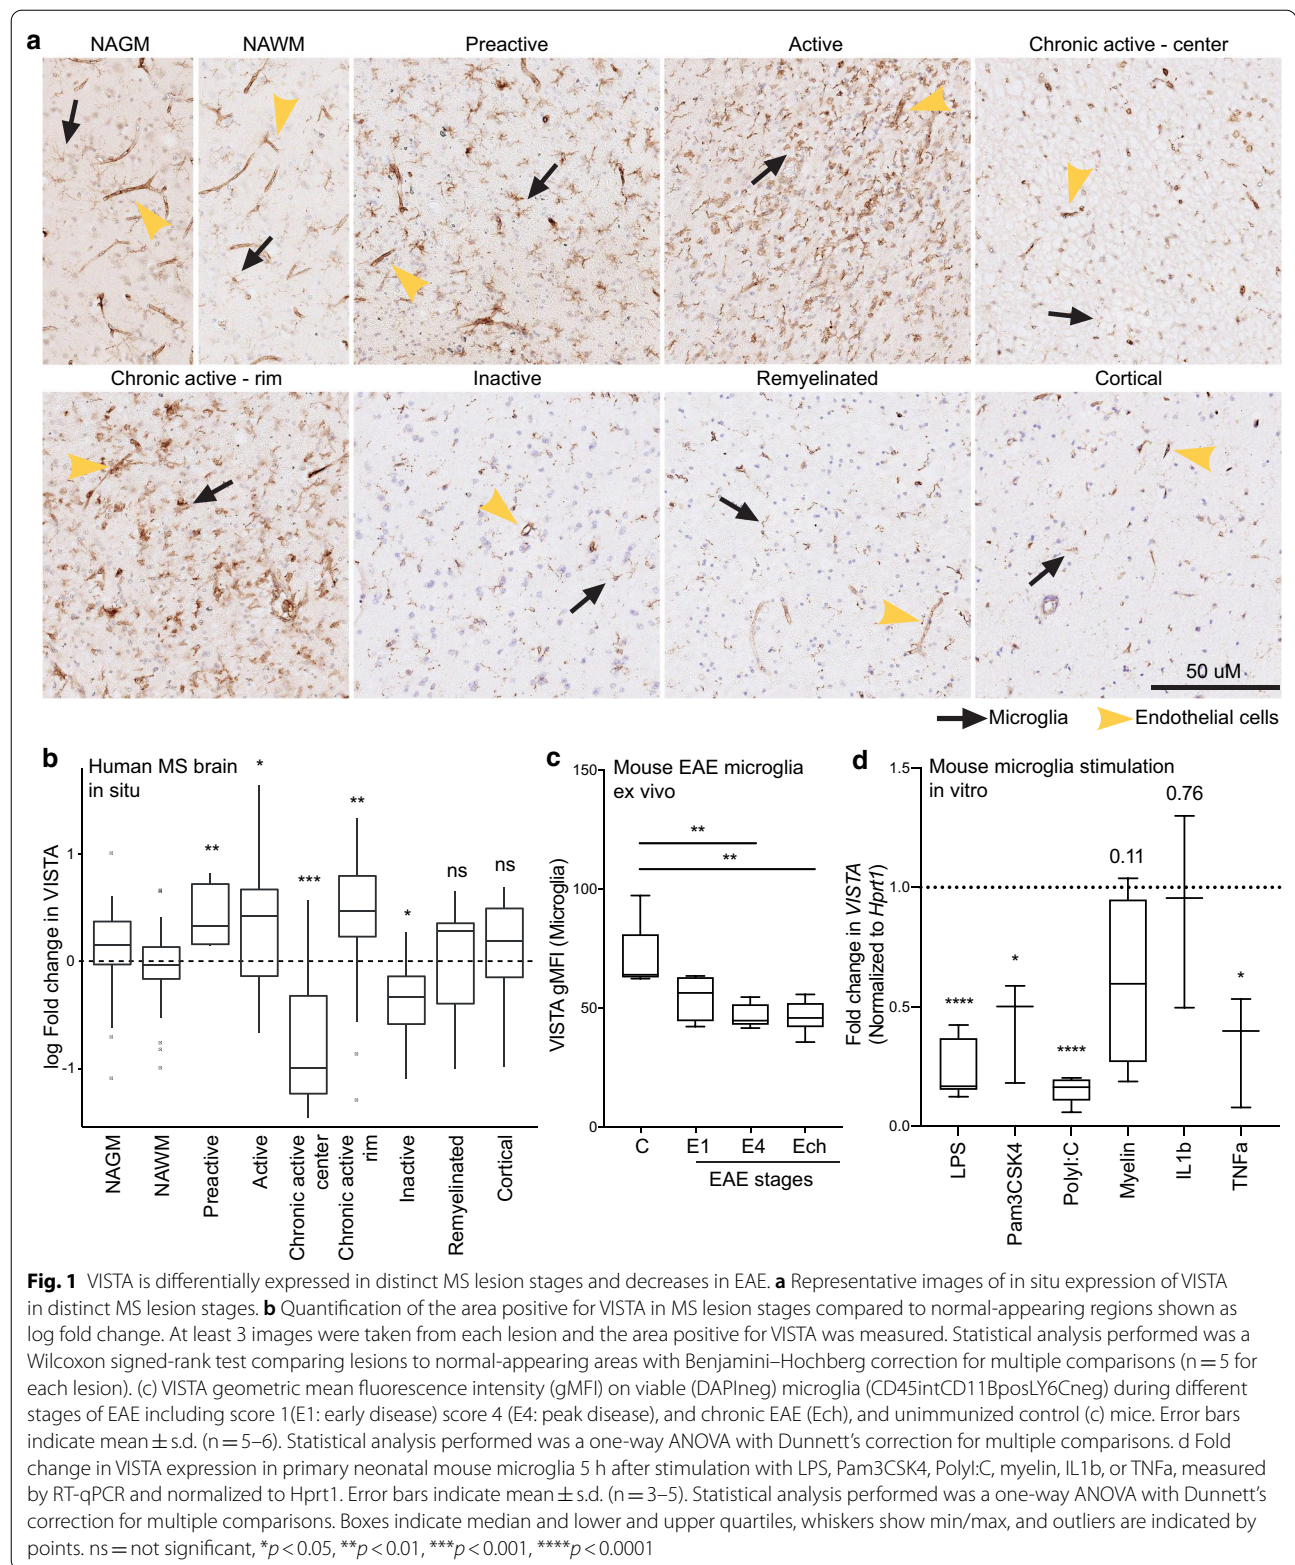 a
NAGM
NAWM
Preactive
Active
Chronic active - center
Chronic active - rim
Inactive
Remyelinated
Cortical
50 uM
Microglia
Endothelial cells
b
Human MS brain
in situ
log Fold change in VISTA
1
0
-1
**
*
***
**
*
ns
ns
NAGM
NAWM
Preactive
Active
Chronic active
center
Chronic active
rim
Inactive
Remyelinated
Cortical
c
Mouse EAE microglia
ex vivo
VISTA gMFI (Microglia)
150
100
50
0
**
**
C
E1
E4
Ech
EAE stages
d
Mouse microglia stimulation
in vitro
Fold change in VISTA
(Normalized to Hprt1)
1.5
1.0
0.5
0.0
****
*
****
0.11
0.76
*
LPS
Pam3CSK4
PolyI:C
Myelin
IL1b
TNFa
Fig. 1 VISTA is differentially expressed in distinct MS lesion stages and decreases in EAE. a Representative images of in situ expression of VISTA
in distinct MS lesion stages. b Quantification of the area positive for VISTA in MS lesion stages compared to normal-appearing regions shown as
log fold change. At least 3 images were taken from each lesion and the area positive for VISTA was measured. Statistical analysis performed was a
Wilcoxon signed-rank test comparing lesions to normal-appearing areas with Benjamini–Hochberg correction for multiple comparisons (n = 5 for
each lesion). (c) VISTA geometric mean fluorescence intensity (gMFI) on viable (DAPIneg) microglia (CD45intCD11BposLY6Cneg) during different
stages of EAE including score 1(E1: early disease) score 4 (E4: peak disease), and chronic EAE (Ech), and unimmunized control (c) mice. Error bars
indicate mean ± s.d. (n = 5–6). Statistical analysis performed was a one-way ANOVA with Dunnett's correction for multiple comparisons. d Fold
change in VISTA expression in primary neonatal mouse microglia 5 h after stimulation with LPS, Pam3CSK4, PolyI:C, myelin, IL1b, or TNFa, measured
by RT-qPCR and normalized to Hprt1. Error bars indicate mean ± s.d. (n = 3–5). Statistical analysis performed was a one-way ANOVA with Dunnett's
correction for multiple comparisons. Boxes indicate median and lower and upper quartiles, whiskers show min/max, and outliers are indicated by
points. ns = not significant, *p < 0.05, **p < 0.01, ***p < 0.001, ****p < 0.0001